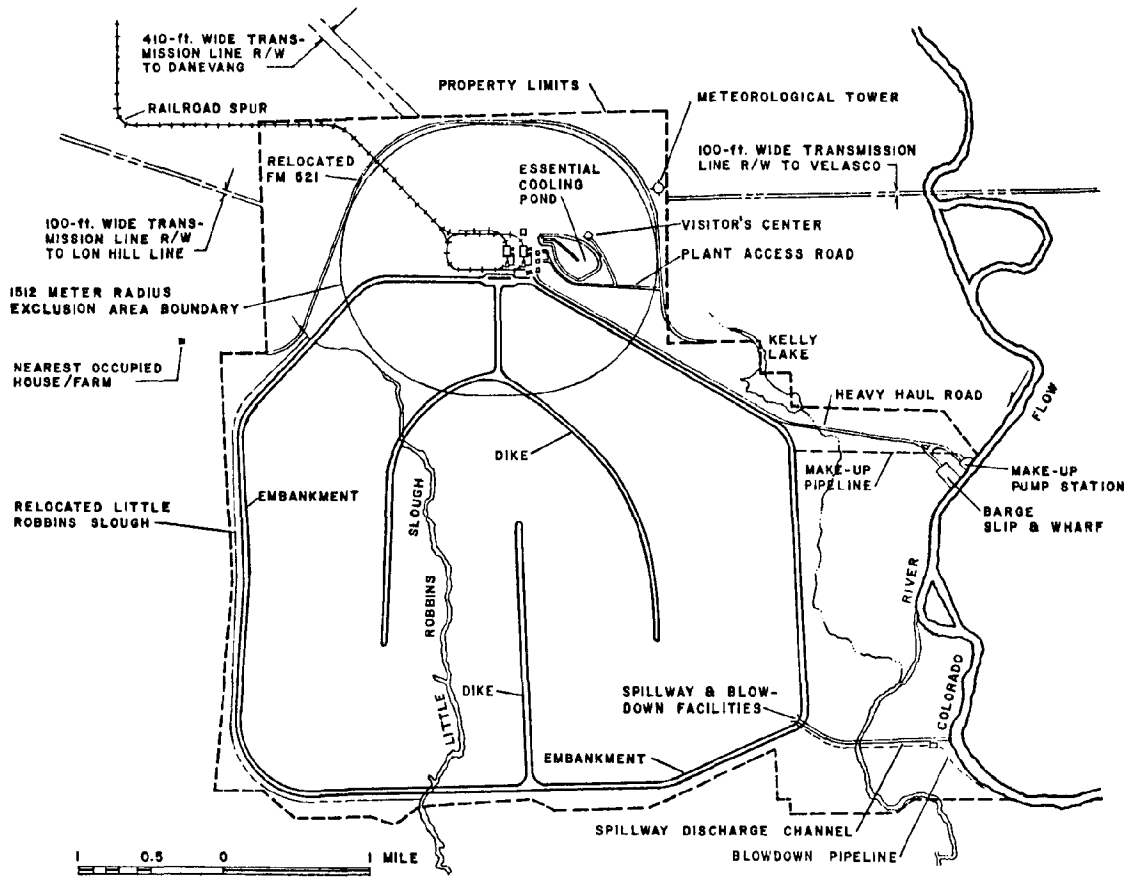 410-ft. WIDE TRANS-
MISSION LINE R/W
TO DANEVANG
PROPERTY LIMITS
METEOROLOGICAL TOWER
RAILROAD SPUR
100-ft. WIDE TRANSMISSION
LINE R/W TO VELASCO
RELOCATED
FM 521
ESSENTIAL
COOLING
POND
100-ft. WIDE TRANS-
MISSION LINE R/W
TO LON HILL LINE
VISITOR'S CENTER
PLANT ACCESS ROAD
1512 METER RADIUS
EXCLUSION AREA BOUNDARY
NEAREST OCCUPIED
HOUSE/FARM
KELLY
LAKE
HEAVY HAUL ROAD
FLOW
DIKE
MAKE-UP
PIPELINE
MAKE-UP
PUMP STATION
EMBANKMENT
RELOCATED LITTLE
ROBBINS SLOUGH
BARGE
SLIP & WHARF
LITTLE ROBBINS SLOUGH
COLORADO RIVER
DIKE
SPILLWAY & BLOW-
DOWN FACILITIES
EMBANKMENT
SPILLWAY DISCHARGE CHANNEL
BLOWDOWN PIPELINE
1 0.5 0 1 MILE